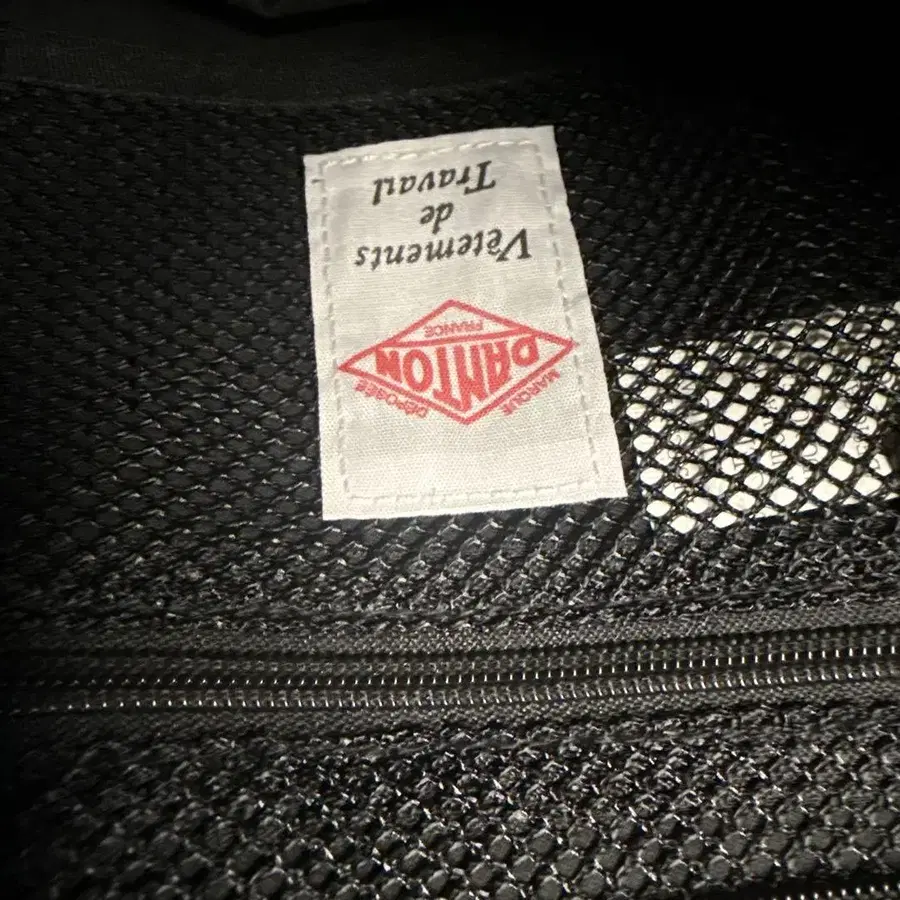 MARQUE DÉPOSÉE
DANTON
FRANCE
Vêtements
de
Travail